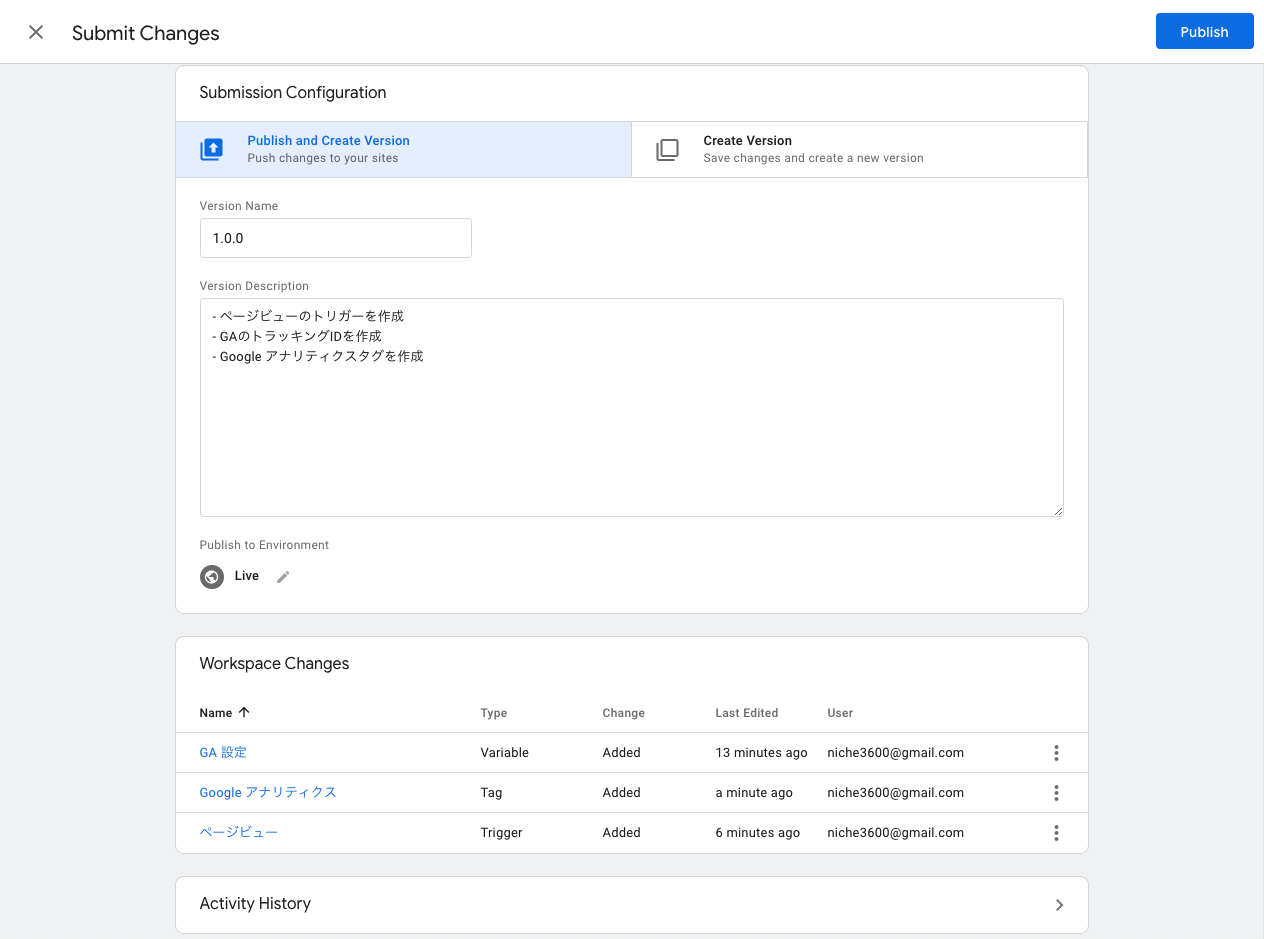 Submit Changes
Publish
Submission Configuration
Publish and Create Version
Push changes to your sites
Create Version
Save changes and create a new version
Version Name
1.0.0
Version Description
- ページビューのトリガーを作成
- GAのトラッキングIDを作成
- Google アナリティクスタグを作成
Publish to Environment
Live
Workspace Changes
Name Type Change Last Edited User
GA 設定 Variable Added 13 minutes ago niche3600@gmail.com
Google アナリティクス Tag Added a minute ago niche3600@gmail.com
ページビュー Trigger Added 6 minutes ago niche3600@gmail.com
Activity History